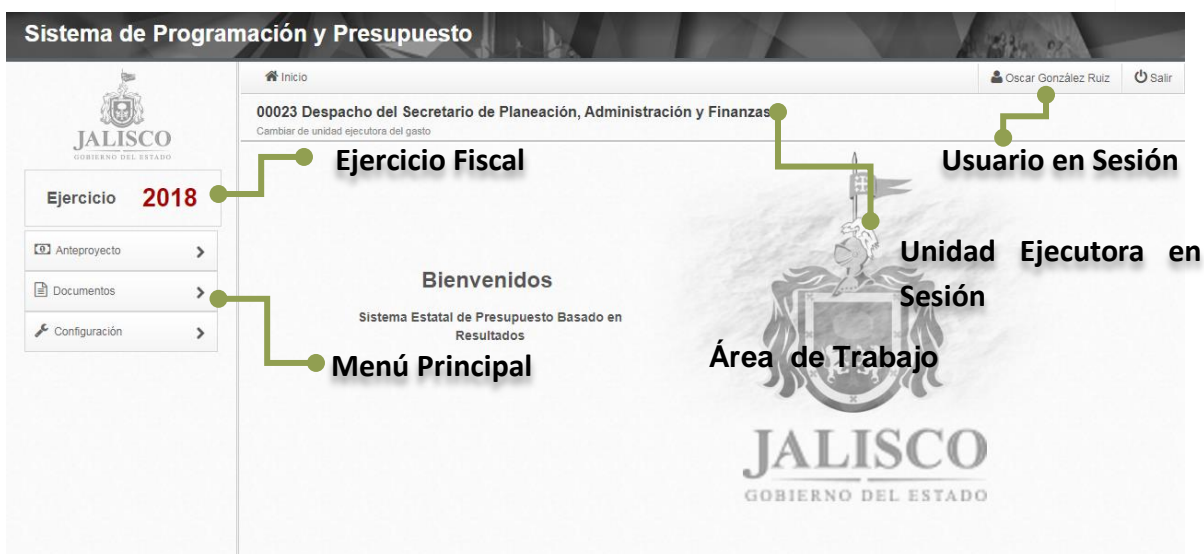 Sistema de Programación y Presupuesto
JALISCO
GOBIERNO DEL ESTADO
Inicio
Oscar González Ruiz
Salir
00023 Despacho del Secretario de Planeación, Administración y Finanzas
Cambiar de unidad ejecutora del gasto
Ejercicio Fiscal
Usuario en Sesión
Ejercicio 2018
Anteproyecto
Documentos
Configuración
Unidad Ejecutora en
Sesión
Bienvenidos
Sistema Estatal de Presupuesto Basado en
Resultados
Menú Principal
Área de Trabajo
JALISCO
GOBIERNO DEL ESTADO